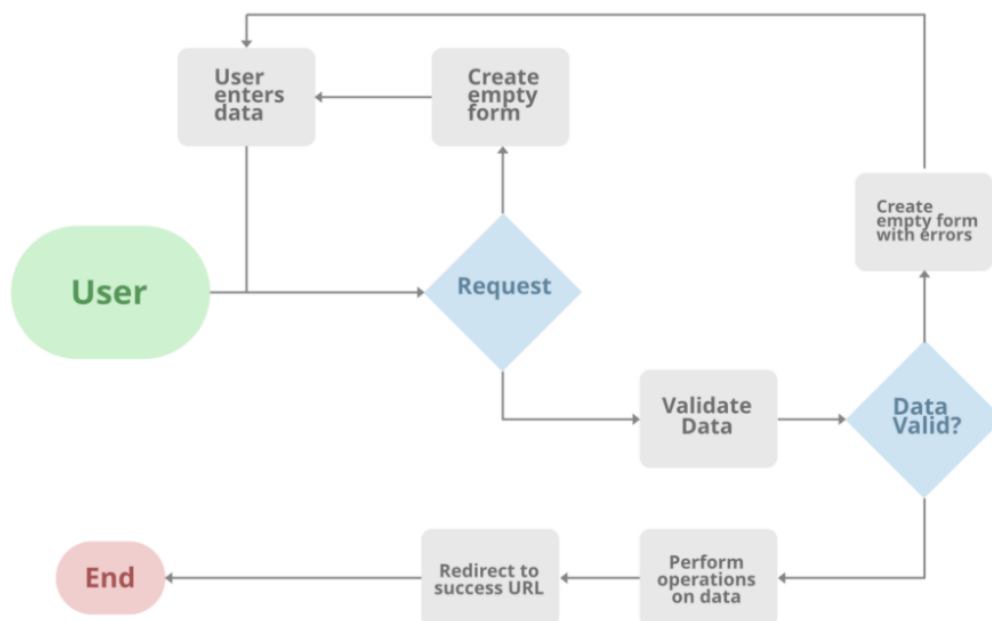 User
enters
data
Create
empty
form
Create
empty form
with errors
User
Request
Validate
Data
Data
Valid?
End
Redirect to
success URL
Perform
operations
on data